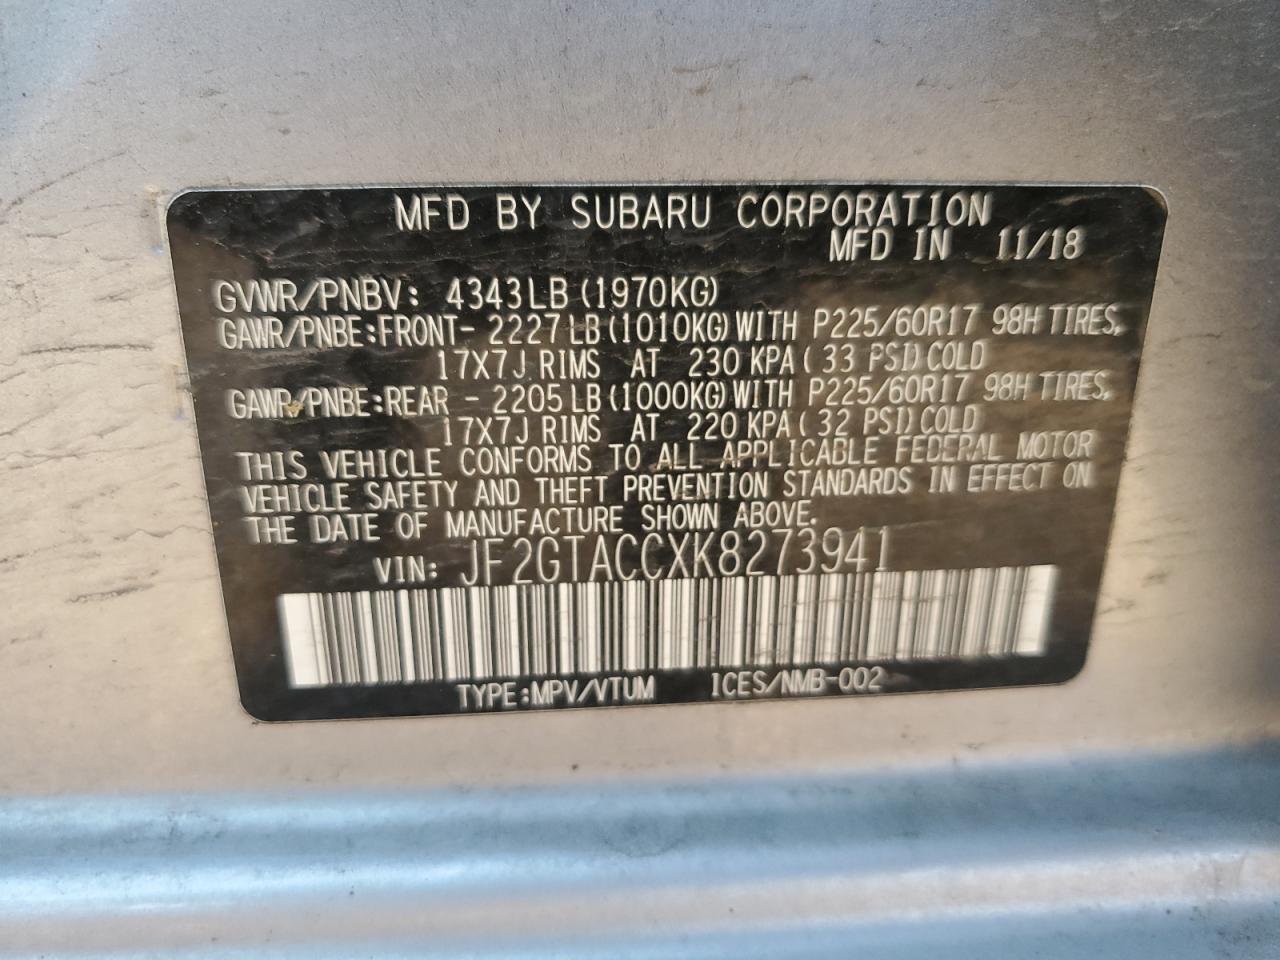 MFD BY SUBARU CORPORATION
MFD IN 11/18
GVWR/PNBV: 4343LB (1970KG)
GAWR/PNBE:FRONT- 2227LB (1010KG) WITH P225/60R17 98H TIRES,
17X7J RIMS AT 230 KPA ( 33 PSI) COLD
GAWR/PNBE:REAR - 2205LB (1000KG) WITH P225/60R17 98H TIRES,
17X7J RIMS AT 220 KPA ( 32 PSI) COLD
THIS VEHICLE CONFORMS TO ALL APPLICABLE FEDERAL MOTOR
VEHICLE SAFETY AND THEFT PREVENTION STANDARDS IN EFFECT ON
THE DATE OF MANUFACTURE SHOWN ABOVE.
VIN: JF2GTACCXK8273941
TYPE:MPV/VTUM ICES/NMB-002